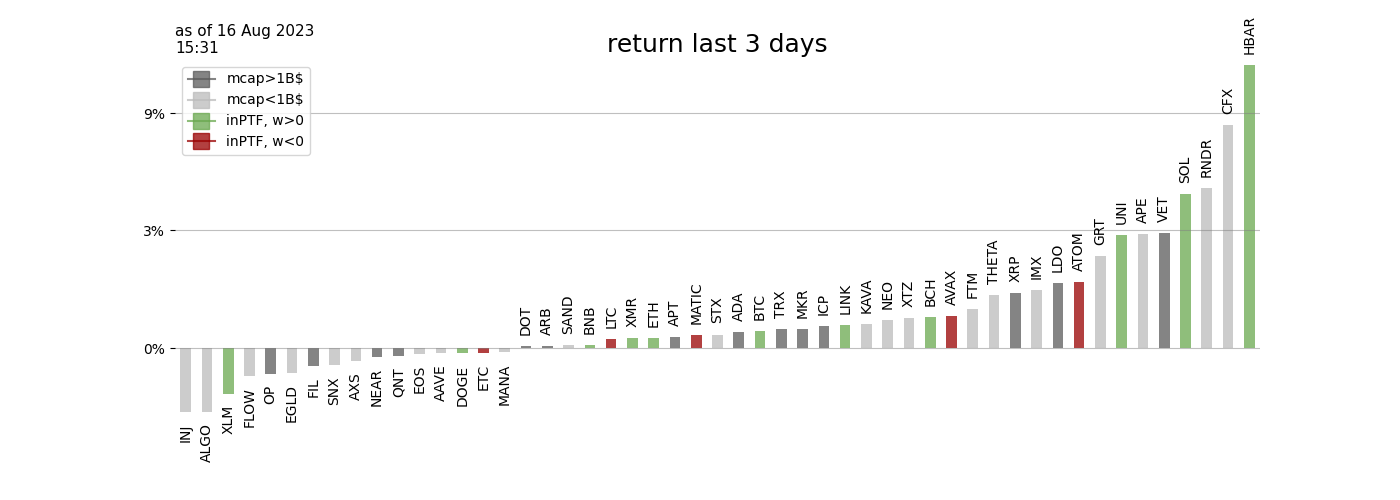 as of 16 Aug 2023
15:31
return last 3 days
mcap>1B$
mcap<1B$
inPTF, w>0
inPTF, w<0
9%
3%
0%
INJ
ALGO
XLM
FLOW
OP
EGLD
FIL
SNX
AXS
NEAR
QNT
EOS
AAVE
DOGE
ETC
MANA
DOT
ARB
SAND
BNB
LTC
XMR
ETH
APT
MATIC
STX
ADA
BTC
TRX
MKR
ICP
LINK
KAVA
NEO
XTZ
BCH
AVAX
FTM
THETA
XRP
IMX
LDO
ATOM
GRT
UNI
APE
VET
SOL
RNDR
CFX
HBAR